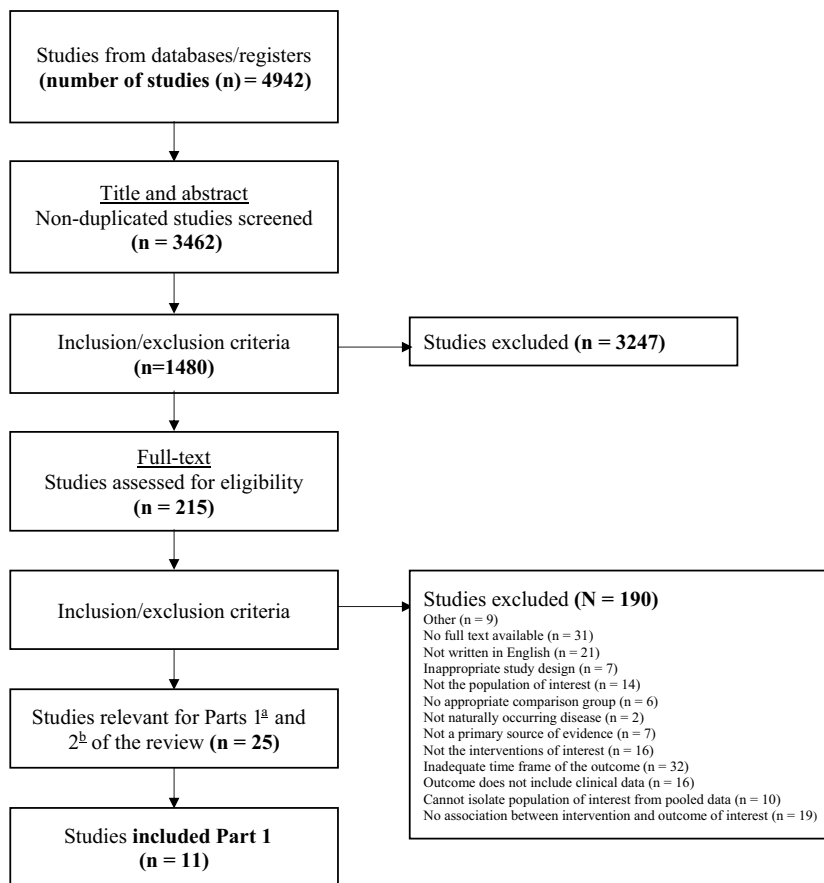 Studies from databases/registers
(number of studies (n) = 4942)
Title and abstract
Non-duplicated studies screened
(n = 3462)
Inclusion/exclusion criteria
(n=1480)
Studies excluded (n = 3247)
Full-text
Studies assessed for eligibility
(n = 215)
Inclusion/exclusion criteria
Studies excluded (N = 190)
Other (n = 9)
No full text available (n = 31)
Not written in English (n = 21)
Inappropriate study design (n = 7)
Not the population of interest (n = 14)
No appropriate comparison group (n = 6)
Not naturally occurring disease (n = 2)
Not a primary source of evidence (n = 7)
Not the interventions of interest (n = 16)
Inadequate time frame of the outcome (n = 32)
Outcome does not include clinical data (n = 16)
Cannot isolate population of interest from pooled data (n = 10)
No association between intervention and outcome of interest (n = 19)
Studies relevant for Parts 1a and
2b of the review (n = 25)
Studies included Part 1
(n = 11)